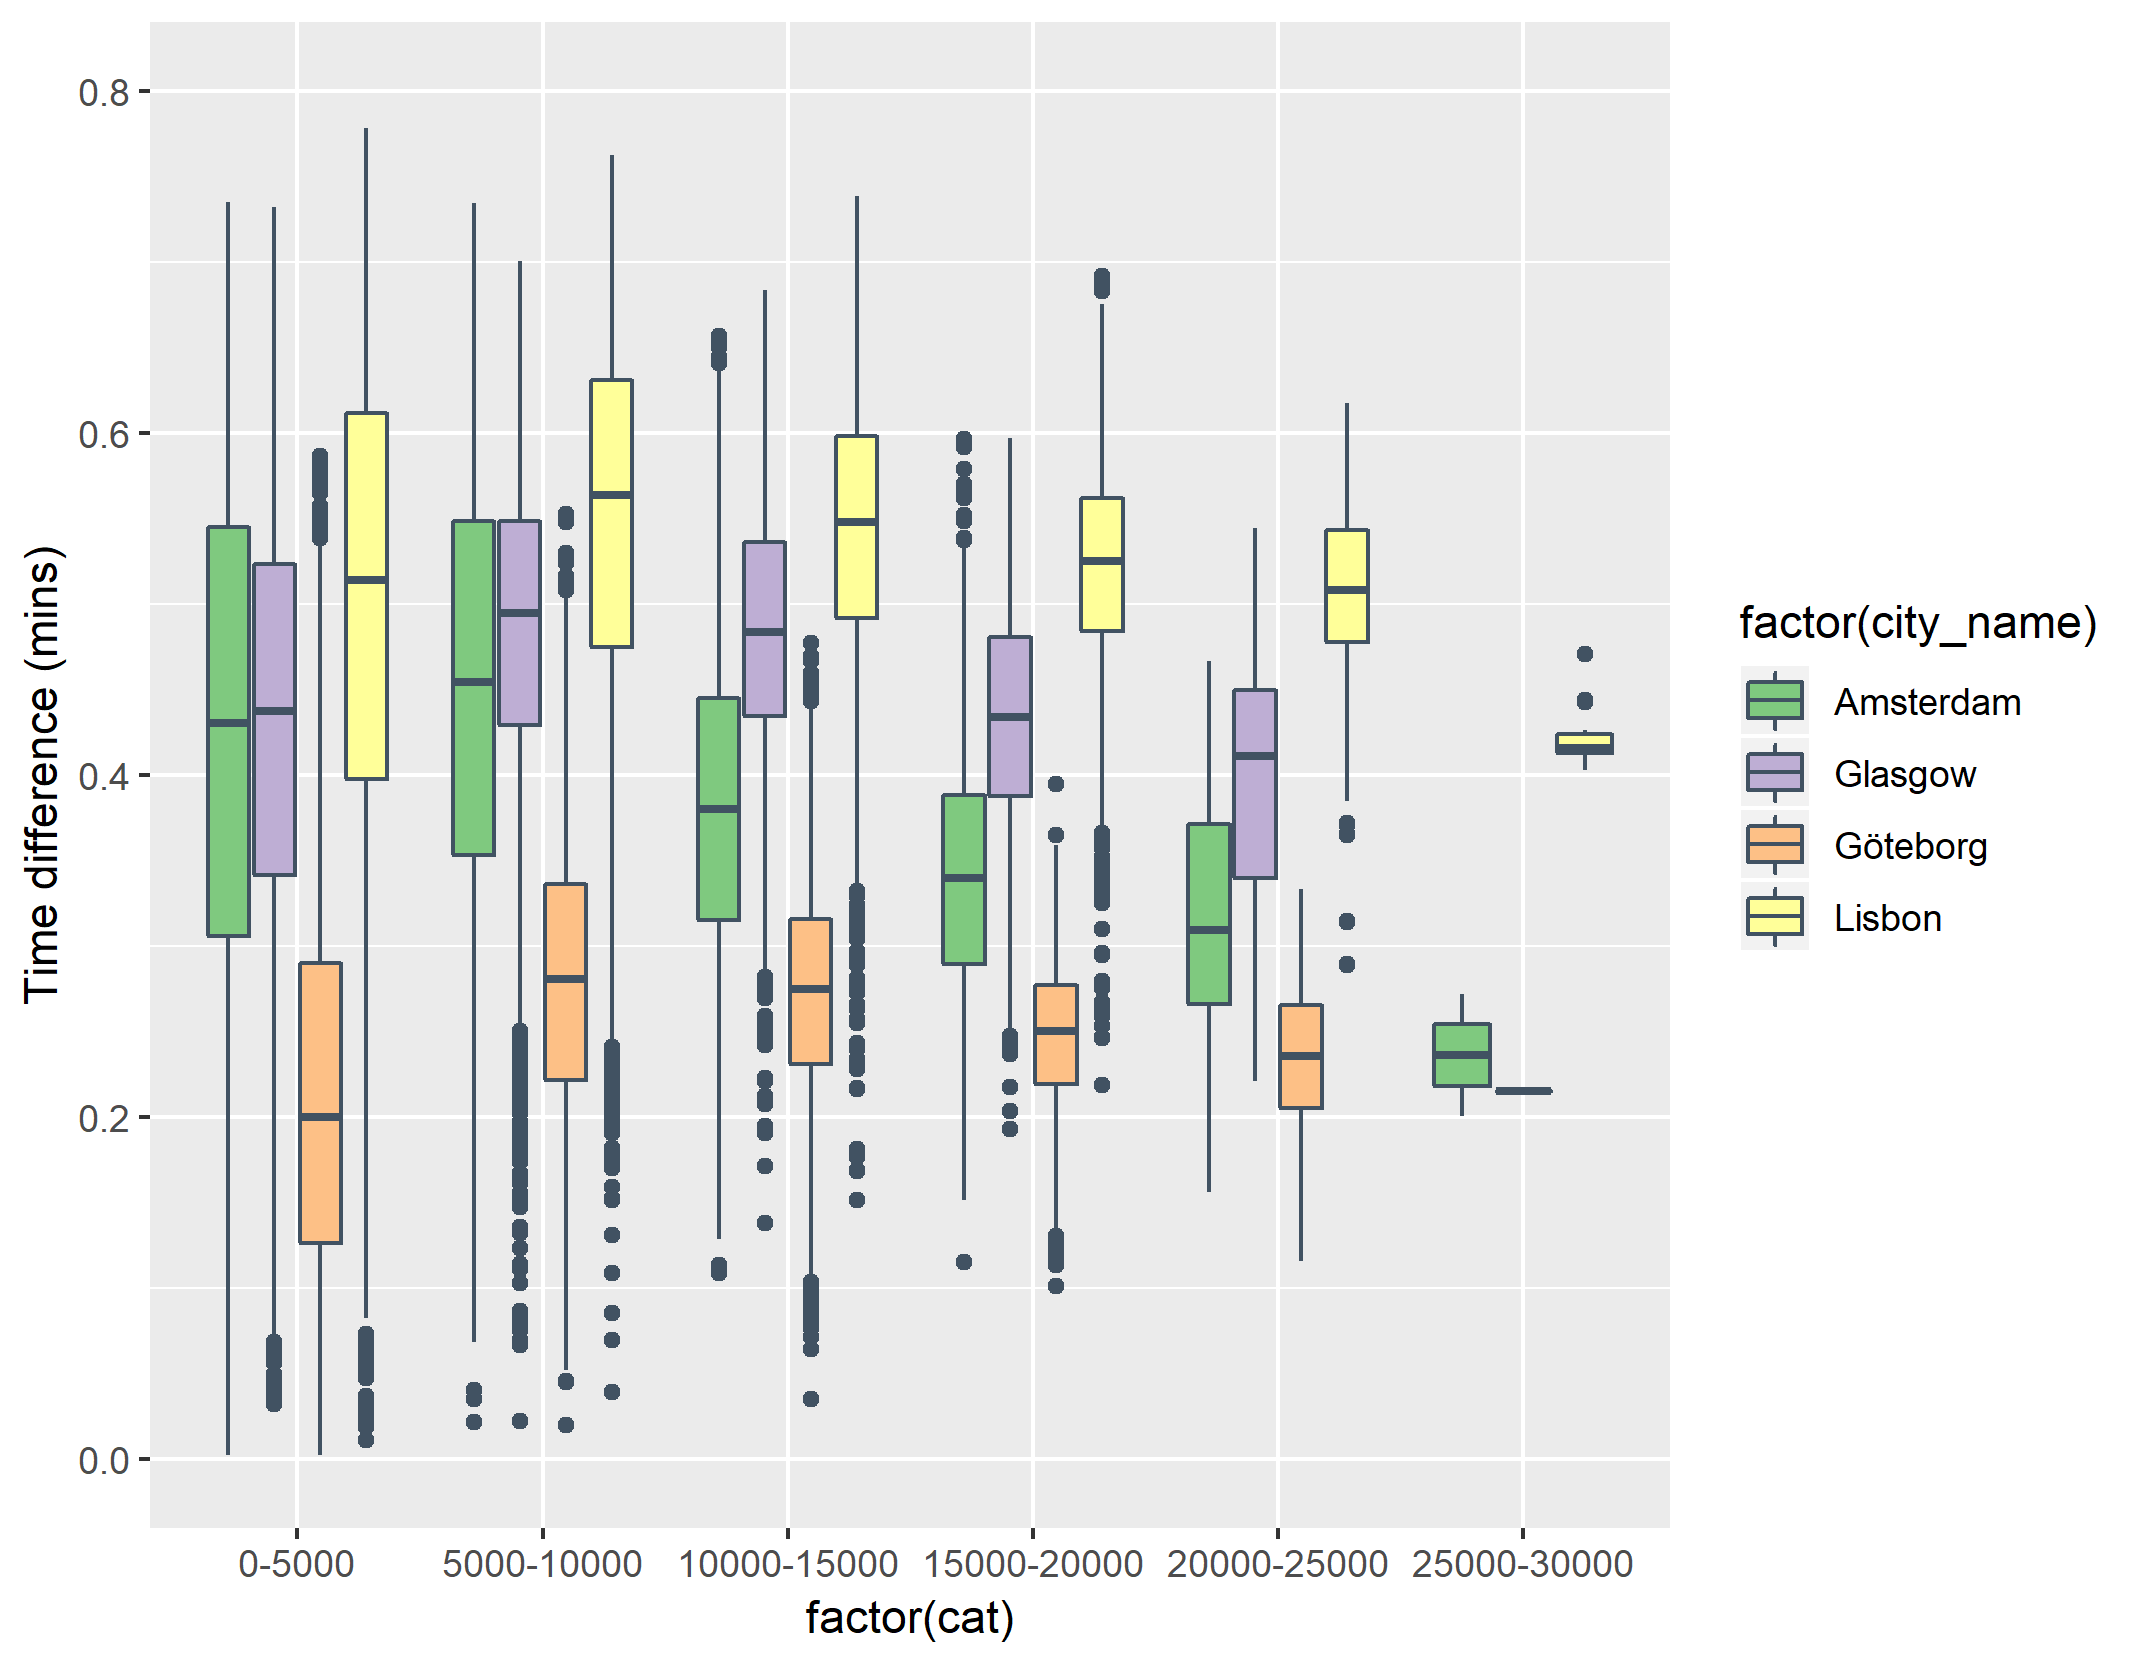 0.8
0.6
0.4
0.2
0.0
Time difference (mins)
0-5000
5000-10000
10000-15000
15000-20000
20000-25000
25000-30000
factor(cat)
factor(city_name)
Amsterdam
Glasgow
Göteborg
Lisbon